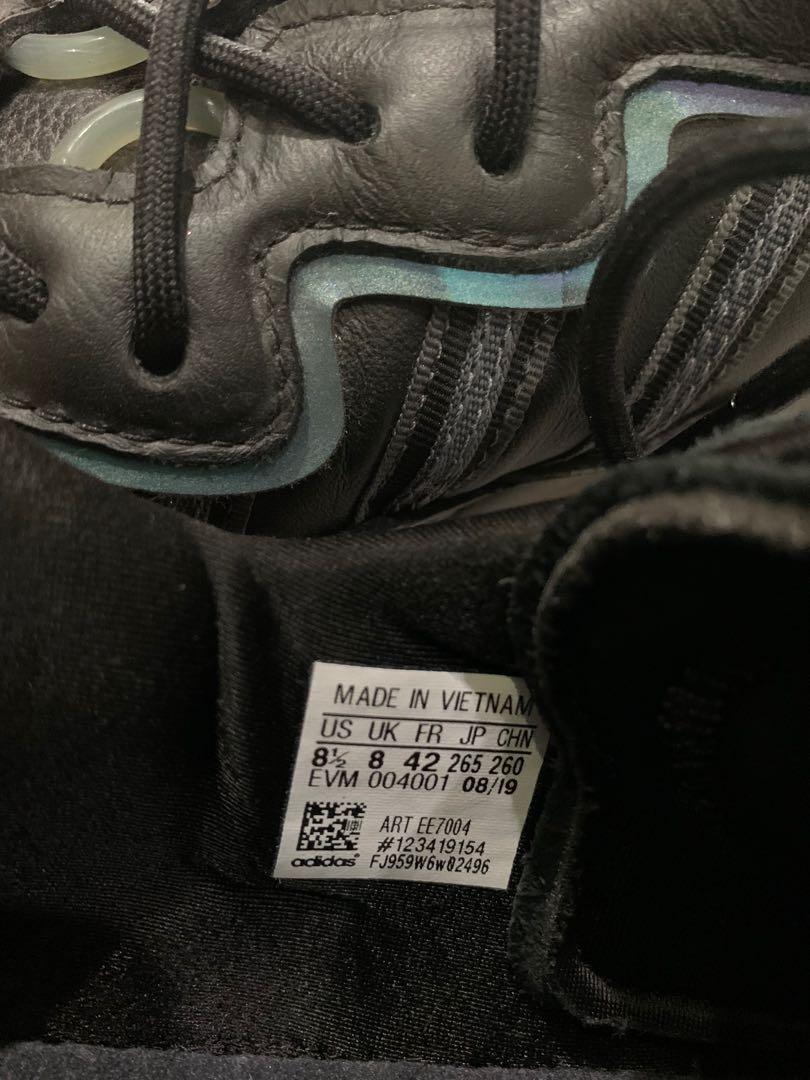 MADE IN VIETNAM
US UK FR JP CHN
8½ 8 42 265 260
EVM 004001 08/19
ART EE7004
#123419154
adidas® FJ959W6w02496